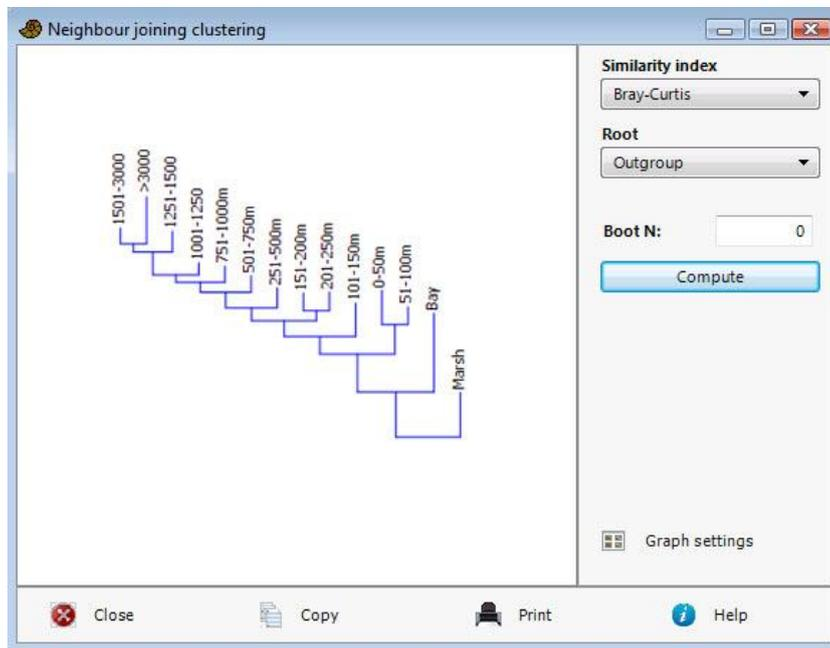 Neighbour joining clustering
1501-3000
>3000
1251-1500
1001-1250
751-1000m
501-750m
251-500m
151-200m
201-250m
101-150m
0-50m
51-100m
Bay
Marsh
Similarity index
Bray-Curtis
Root
Outgroup
Boot N: 0
Compute
Graph settings
Close Copy Print Help